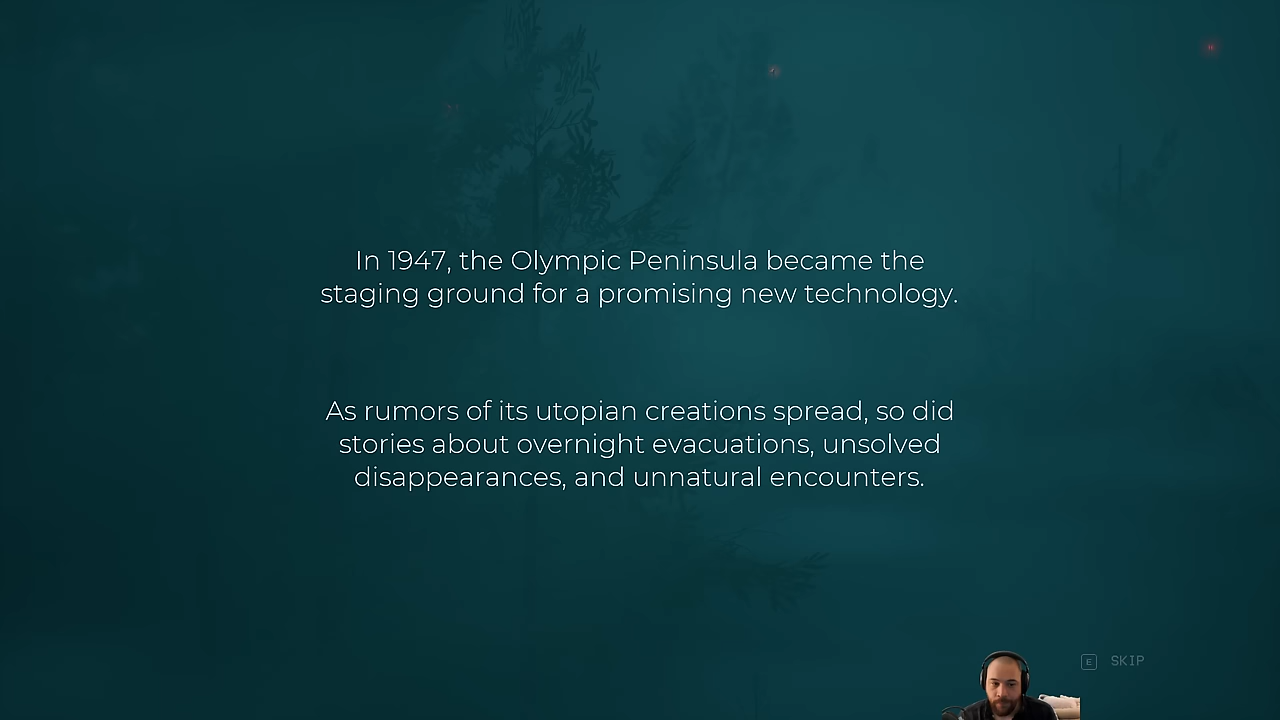 In 1947, the Olympic Peninsula became the
staging ground for a promising new technology.
As rumors of its utopian creations spread, so did
stories about overnight evacuations, unsolved
disappearances, and unnatural encounters.
E SKIP